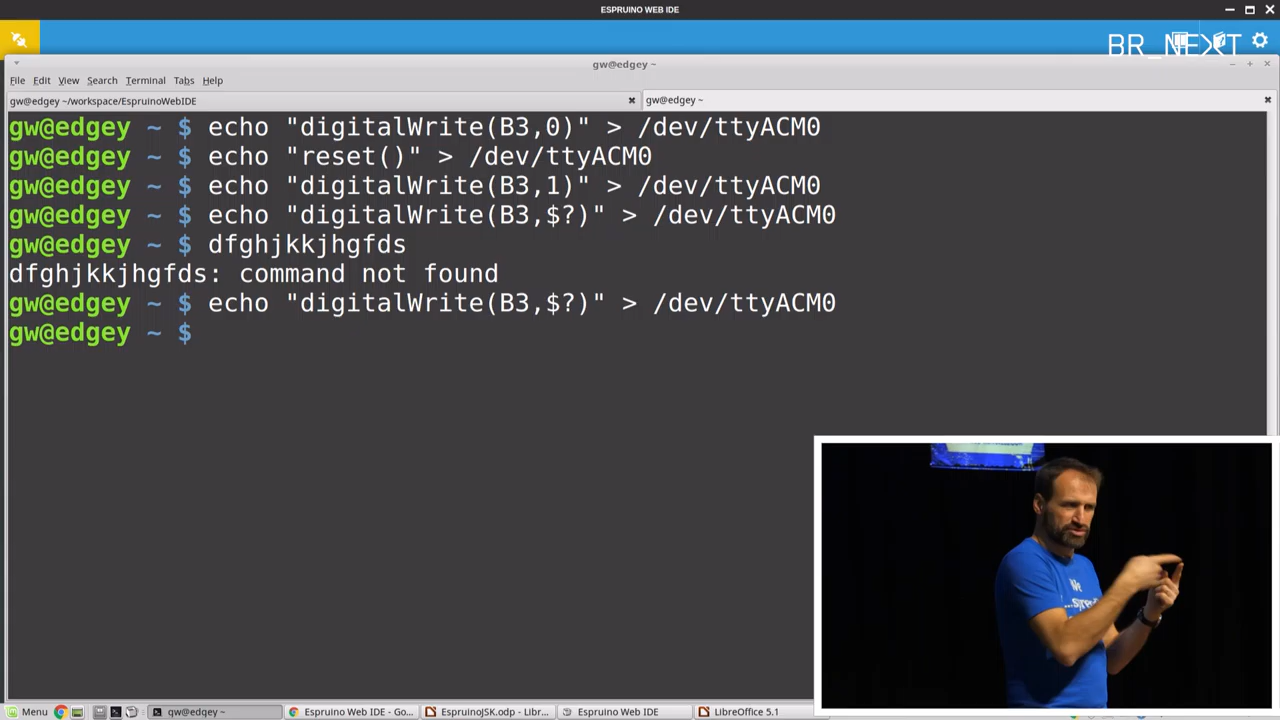 ESPRUINO WEB IDE
BR_NEXT
gw@edgey ~
File Edit View Search Terminal Tabs Help
gw@edgey ~/workspace/EspruinoWebIDE
gw@edgey ~
gw@edgey ~ $ echo "digitalWrite(B3,0)" > /dev/ttyACM0
gw@edgey ~ $ echo "reset()" > /dev/ttyACM0
gw@edgey ~ $ echo "digitalWrite(B3,1)" > /dev/ttyACM0
gw@edgey ~ $ echo "digitalWrite(B3,$?)" > /dev/ttyACM0
gw@edgey ~ $ dfghjkkjhgfds
dfghjkkjhgfds: command not found
gw@edgey ~ $ echo "digitalWrite(B3,$?)" > /dev/ttyACM0
gw@edgey ~ $
Menu gw@edgey ~ Espruino Web IDE - Go... EspruinoJSK.odp - Libr... Espruino Web IDE LibreOffice 5.1